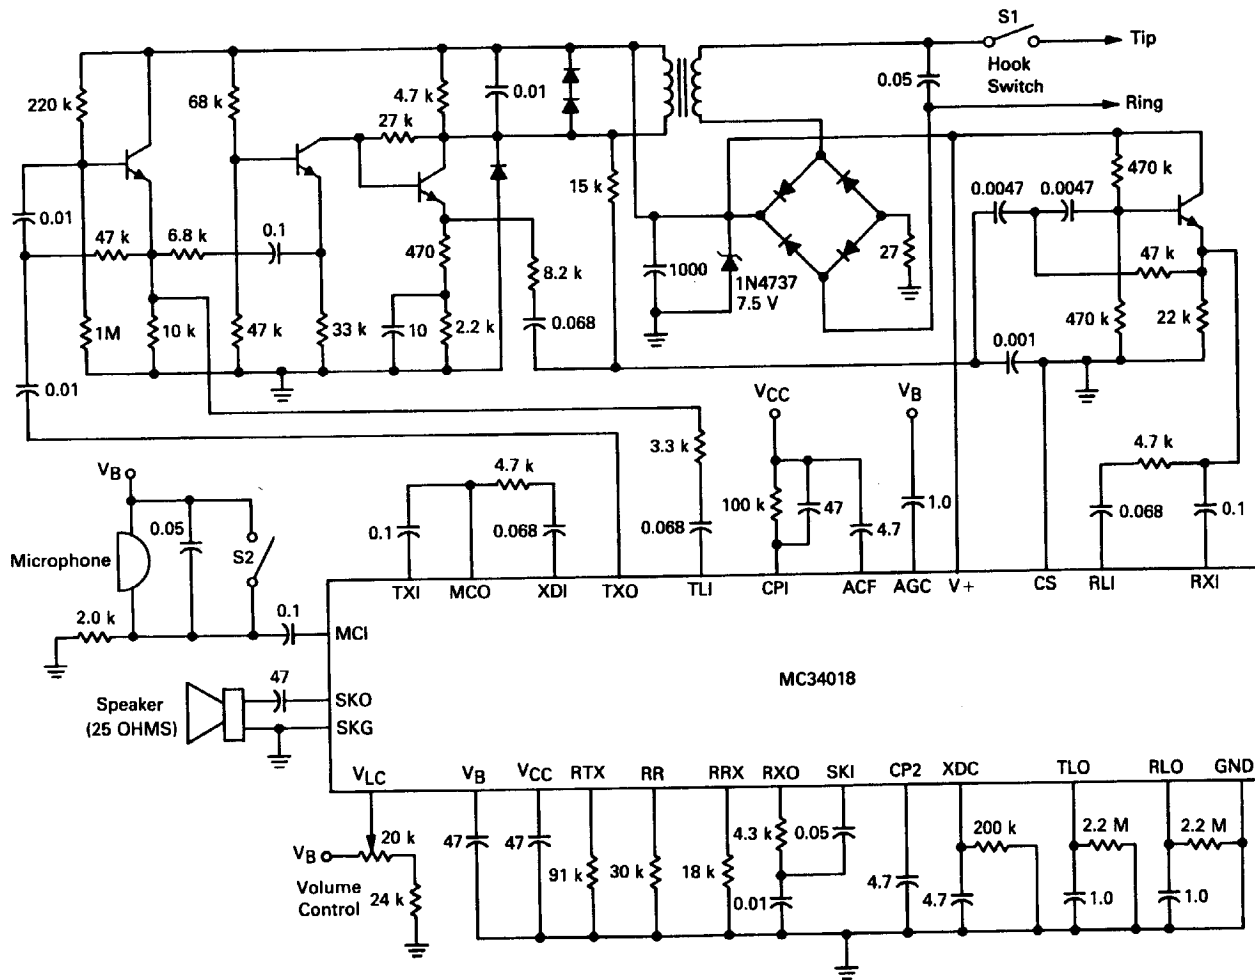 S1
Tip
Hook
Switch
Ring
220 k
68 k
4.7 k
0.01
0.05
27 k
15 k
470 k
0.0047
0.0047
0.01
47 k
6.8 k
0.1
470
8.2 k
1000
1N4737
7.5 V
27
47 k
1M
10 k
47 k
33 k
10
2.2 k
0.068
470 k
22 k
0.001
0.01
VCC
VB
3.3 k
4.7 k
VB
4.7 k
100 k
47
1.0
0.05
S2
0.1
0.068
0.068
4.7
0.068
0.1
Microphone
TXI
MCO
XDI
TXO
TLI
CPI
ACF
AGC
V+
CS
RLI
RXI
2.0 k
0.1
MCI
MC34018
47
Speaker
(25 OHMS)
SKO
SKG
VLC
VB
VCC
RTX
RR
RRX
RXO
SKI
CP2
XDC
TLO
RLO
GND
20 k
47
47
4.3 k
0.05
200 k
2.2 M
2.2 M
VB
Volume
Control
24 k
91 k
30 k
18 k
0.01
4.7
4.7
1.0
1.0